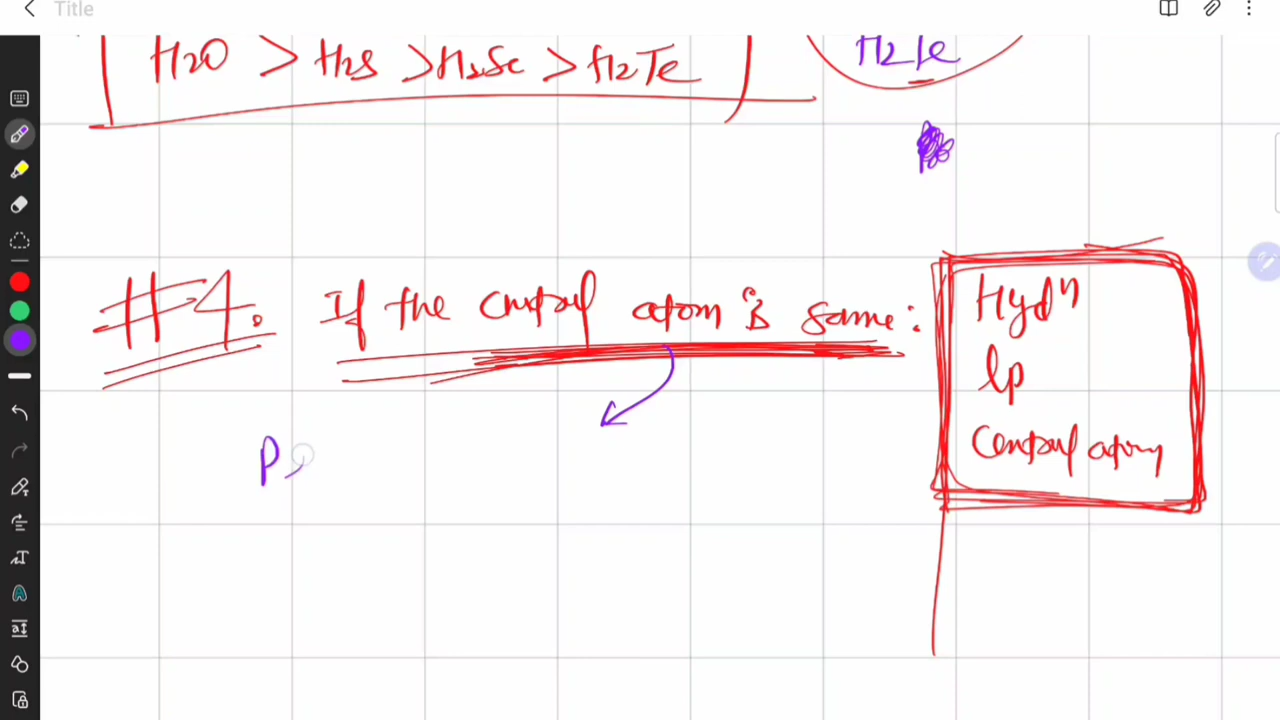 Title
H2O > H2S > H2Se > H2Te
H2Te
#4. If the central atom is same:
Hydⁿ
lp
Central atom
P